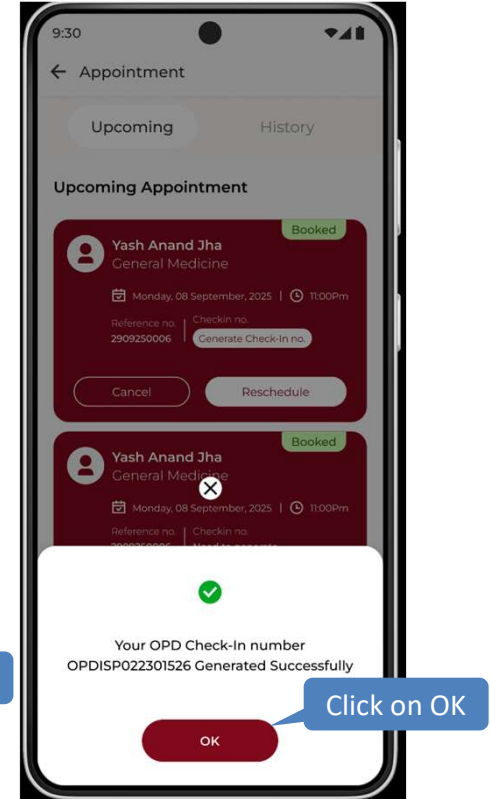 9:30
Appointment
Upcoming History
Upcoming Appointment
Booked
Yash Anand Jha
General Medicine
Monday, 08 September, 2025 | 11:00Pm
Reference no. Checkin no.
2909250006 Generate Check-In no.
Cancel Reschedule
Booked
Yash Anand Jha
General Medicine
Monday, 08 September, 2025 | 11:00Pm
Reference no. Checkin no.
Your OPD Check-In number
OPDISP022301526 Generated Successfully
Click on OK
OK